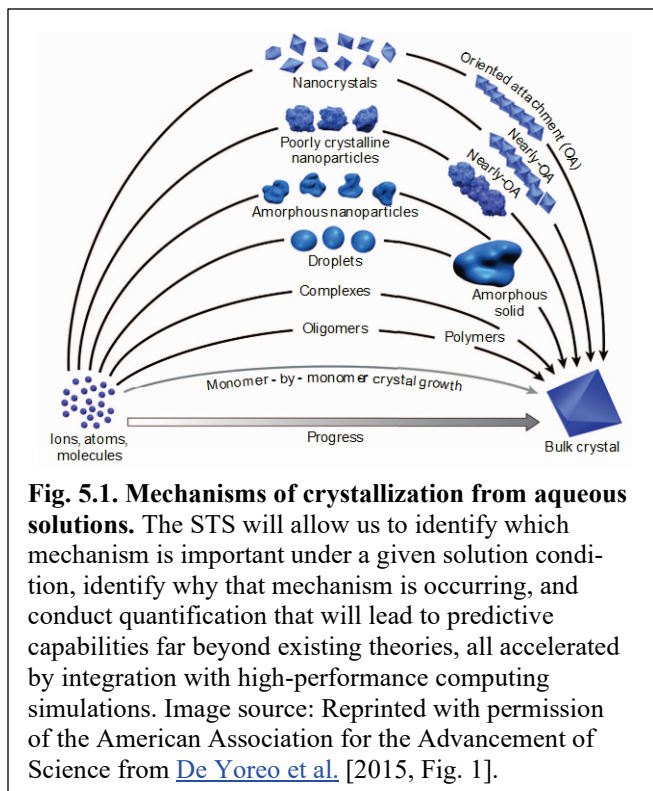 Nanocrystals
Oriented attachment (OA)
Poorly crystalline
nanoparticles
Nearly-OA
Nearly-OA
Amorphous nanoparticles
Droplets
Amorphous
solid
Complexes
Oligomers
Polymers
Monomer - by - monomer crystal growth
Progress
Ions, atoms,
molecules
Bulk crystal
Fig. 5.1. Mechanisms of crystallization from aqueous
solutions. The STS will allow us to identify which
mechanism is important under a given solution condi-
tion, identify why that mechanism is occurring, and
conduct quantification that will lead to predictive
capabilities far beyond existing theories, all accelerated
by integration with high-performance computing
simulations. Image source: Reprinted with permission
of the American Association for the Advancement of
Science from De Yoreo et al. [2015, Fig. 1].